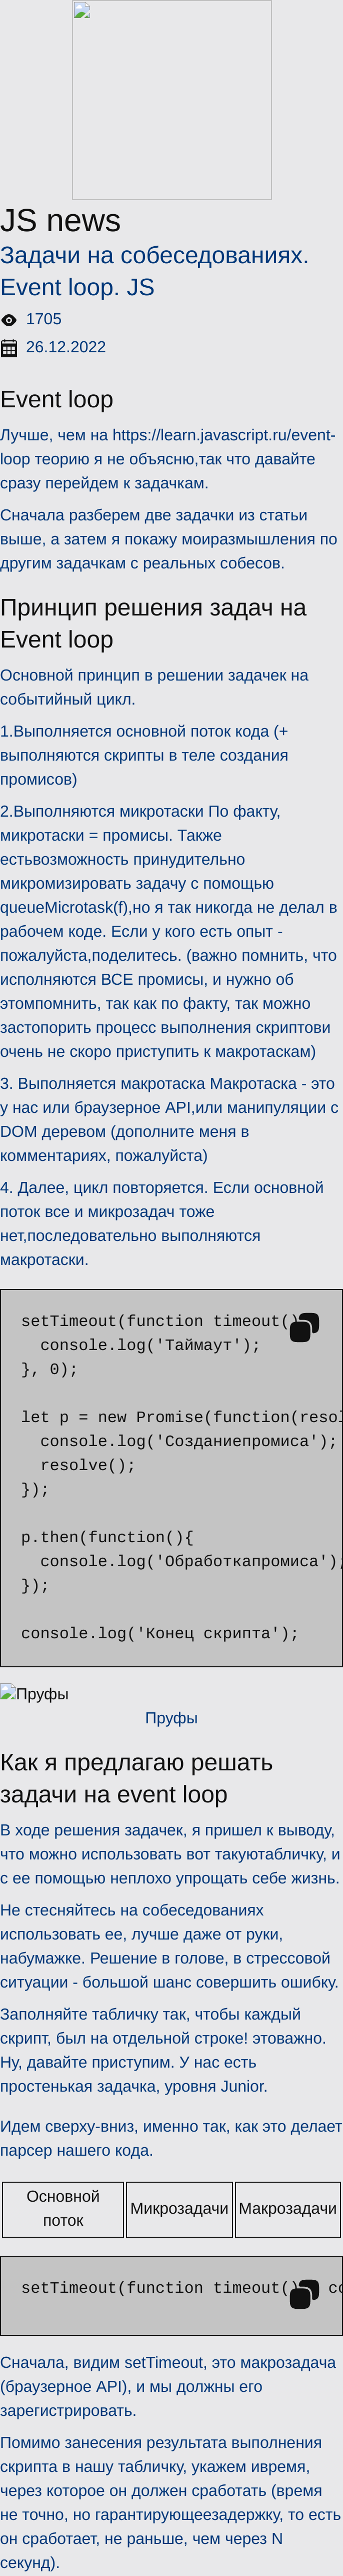 JS news
Задачи на собеседованиях.
Event loop. JS
1705
26.12.2022
Event loop
Лучше, чем на https://learn.javascript.ru/event-
loop теорию я не объясню,так что давайте
сразу перейдем к задачкам.
Сначала разберем две задачки из статьи
выше, а затем я покажу моиразмышления по
другим задачкам с реальных собесов.
Принцип решения задач на
Event loop
Основной принцип в решении задачек на
событийный цикл.
1.Выполняется основной поток кода (+
выполняются скрипты в теле создания
промисов)
2.Выполняются микротаски По факту,
микротаски = промисы. Также
естьвозможность принудительно
микромизировать задачу с помощью
queueMicrotask(f),но я так никогда не делал в
рабочем коде. Если у кого есть опыт -
пожалуйста,поделитесь. (важно помнить, что
исполняются ВСЕ промисы, и нужно об
этомпомнить, так как по факту, так можно
застопорить процесс выполнения скриптови
очень не скоро приступить к макротаскам)
3. Выполняется макротаска Макротаска - это
у нас или браузерное API,или манипуляции с
DOM деревом (дополните меня в
комментариях, пожалуйста)
4. Далее, цикл повторяется. Если основной
поток все и микрозадач тоже
нет,последовательно выполняются
макротаски.
setTimeout(function timeout()
console.log('Таймаут');
}, 0);
let p = new Promise(function(resol
console.log('Созданиепромиса');
resolve();
});
p.then(function(){
console.log('Обработкапромиса');
});
console.log('Конец скрипта');
Пруфы
Пруфы
Как я предлагаю решать
задачи на event loop
В ходе решения задачек, я пришел к выводу,
что можно использовать вот такуютабличку, и
с ее помощью неплохо упрощать себе жизнь.
Не стесняйтесь на собеседованиях
использовать ее, лучше даже от руки,
набумажке. Решение в голове, в стрессовой
ситуации - большой шанс совершить ошибку.
Заполняйте табличку так, чтобы каждый
скрипт, был на отдельной строке! этоважно.
Ну, давайте приступим. У нас есть
простенькая задачка, уровня Junior.
Идем сверху-вниз, именно так, как это делает
парсер нашего кода.
Основной поток Микрозадачи Макрозадачи
setTimeout(function timeout() co
Сначала, видим setTimeout, это макрозадача
(браузерное API), и мы должны его
зарегистрировать.
Помимо занесения результата выполнения
скрипта в нашу табличку, укажем ивремя,
через которое он должен сработать (время
не точно, но гарантирующеезадержку, то есть
он сработает, не раньше, чем через N
секунд).